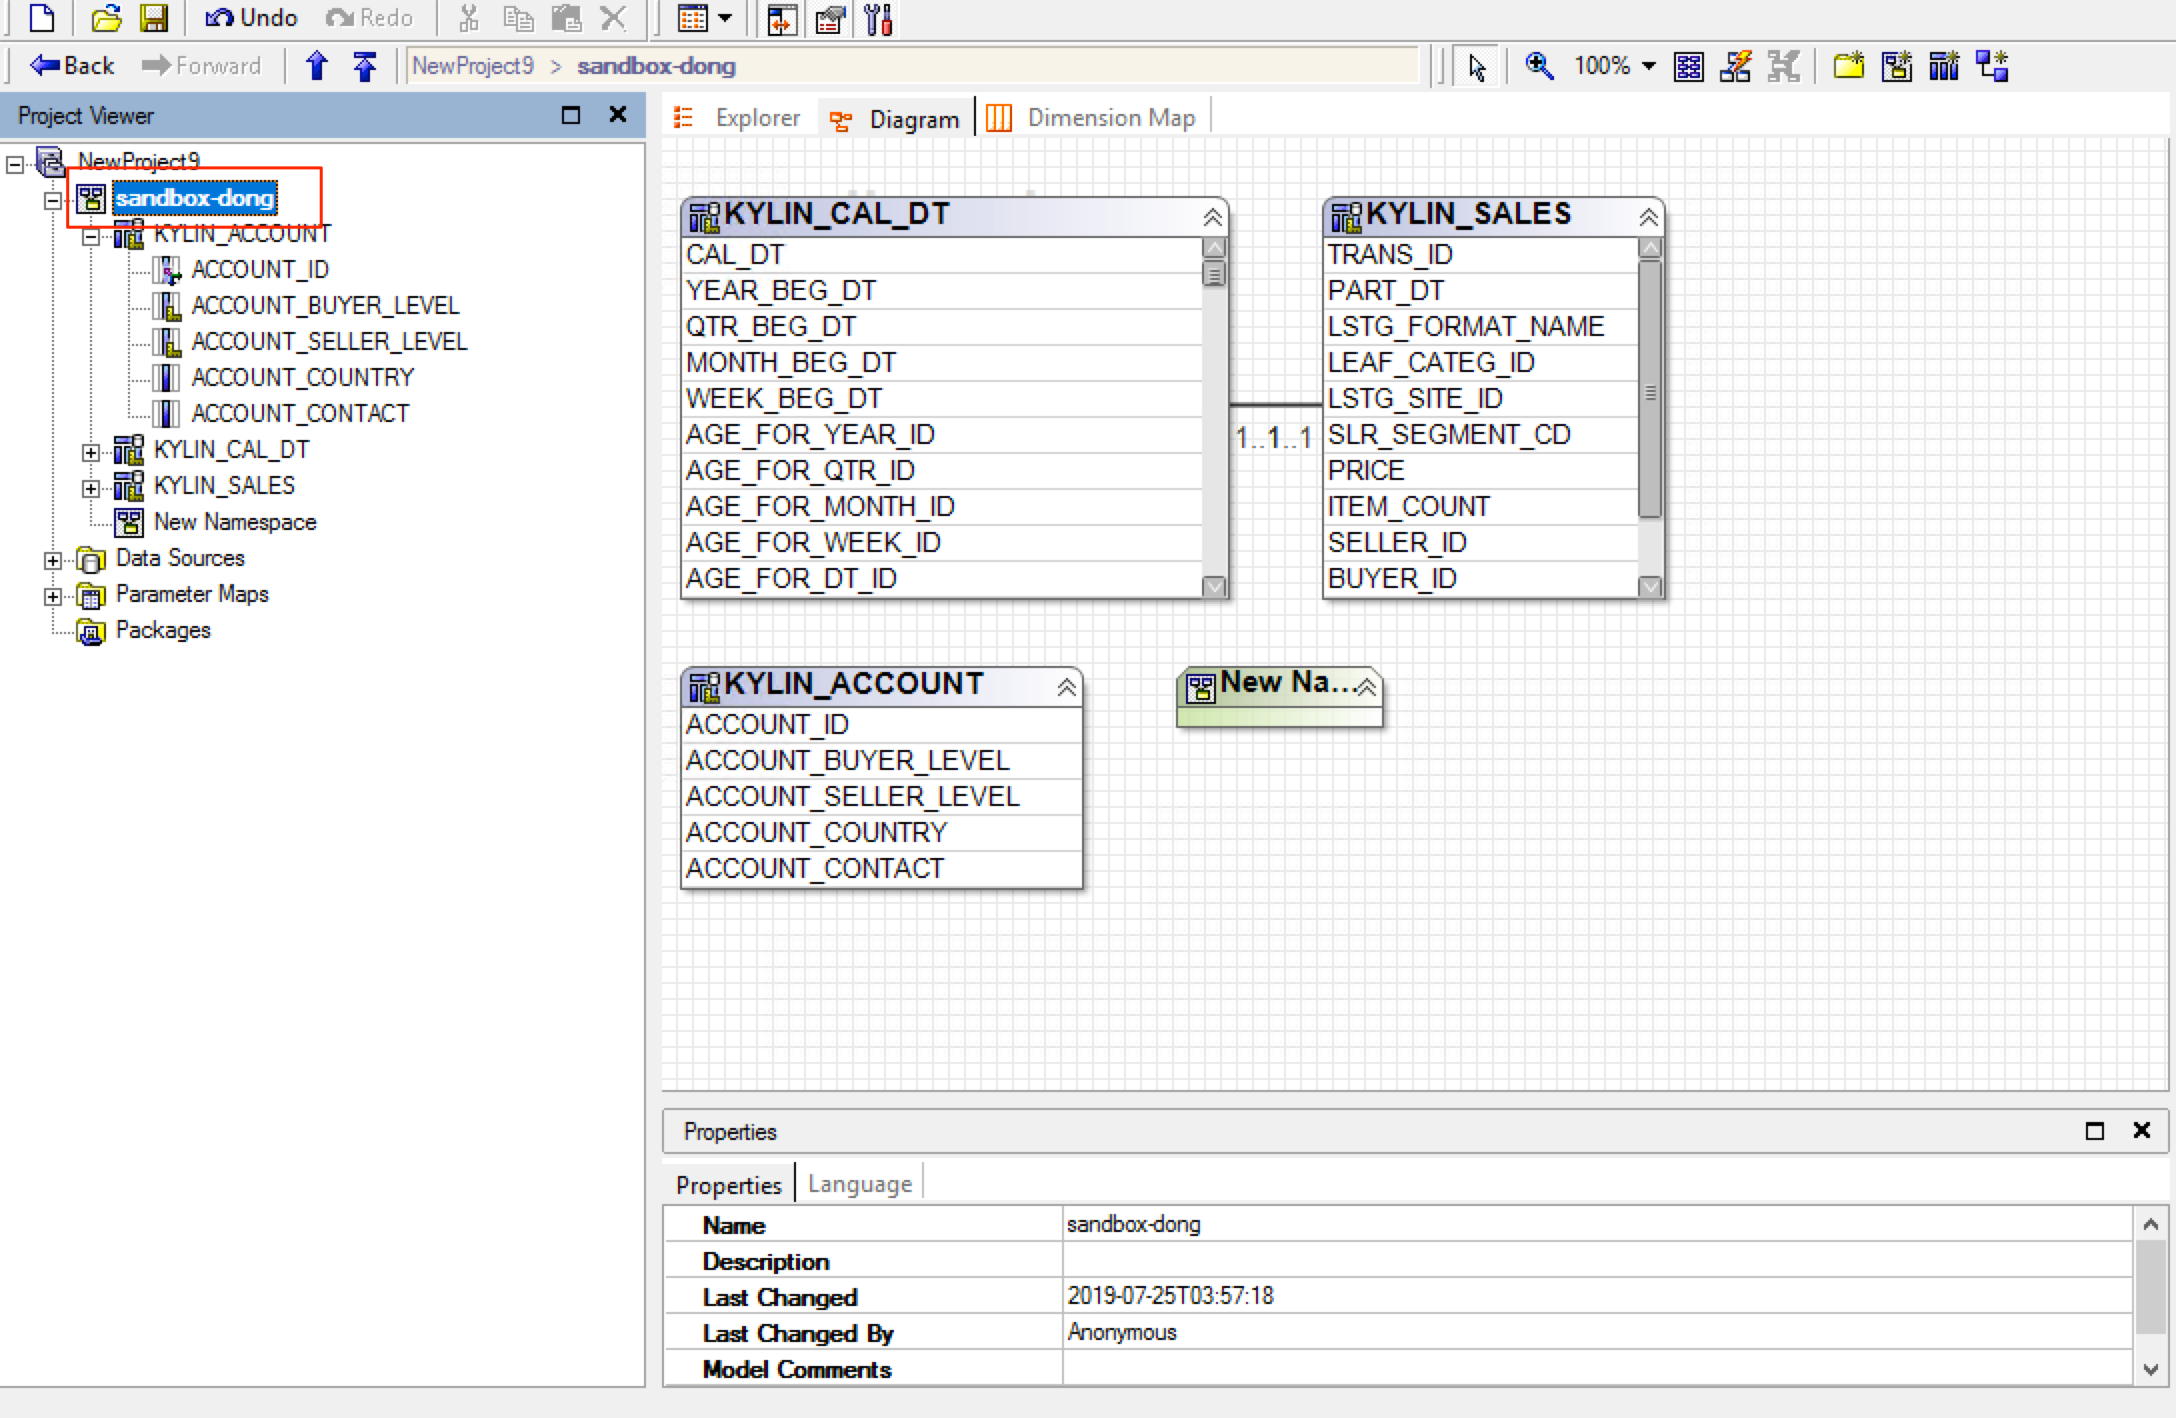 Undo Redo
Back Forward NewProject9 > sandbox-dong 100%
Project Viewer
NewProject9
sandbox-dong
KYLIN_ACCOUNT
ACCOUNT_ID
ACCOUNT_BUYER_LEVEL
ACCOUNT_SELLER_LEVEL
ACCOUNT_COUNTRY
ACCOUNT_CONTACT
KYLIN_CAL_DT
KYLIN_SALES
New Namespace
Data Sources
Parameter Maps
Packages
Explorer Diagram Dimension Map
KYLIN_CAL_DT
CAL_DT
YEAR_BEG_DT
QTR_BEG_DT
MONTH_BEG_DT
WEEK_BEG_DT
AGE_FOR_YEAR_ID
AGE_FOR_QTR_ID
AGE_FOR_MONTH_ID
AGE_FOR_WEEK_ID
AGE_FOR_DT_ID
1..1..1
KYLIN_SALES
TRANS_ID
PART_DT
LSTG_FORMAT_NAME
LEAF_CATEG_ID
LSTG_SITE_ID
SLR_SEGMENT_CD
PRICE
ITEM_COUNT
SELLER_ID
BUYER_ID
KYLIN_ACCOUNT
ACCOUNT_ID
ACCOUNT_BUYER_LEVEL
ACCOUNT_SELLER_LEVEL
ACCOUNT_COUNTRY
ACCOUNT_CONTACT
New Na...
Properties
Properties Language
Name sandbox-dong
Description
Last Changed 2019-07-25T03:57:18
Last Changed By Anonymous
Model Comments